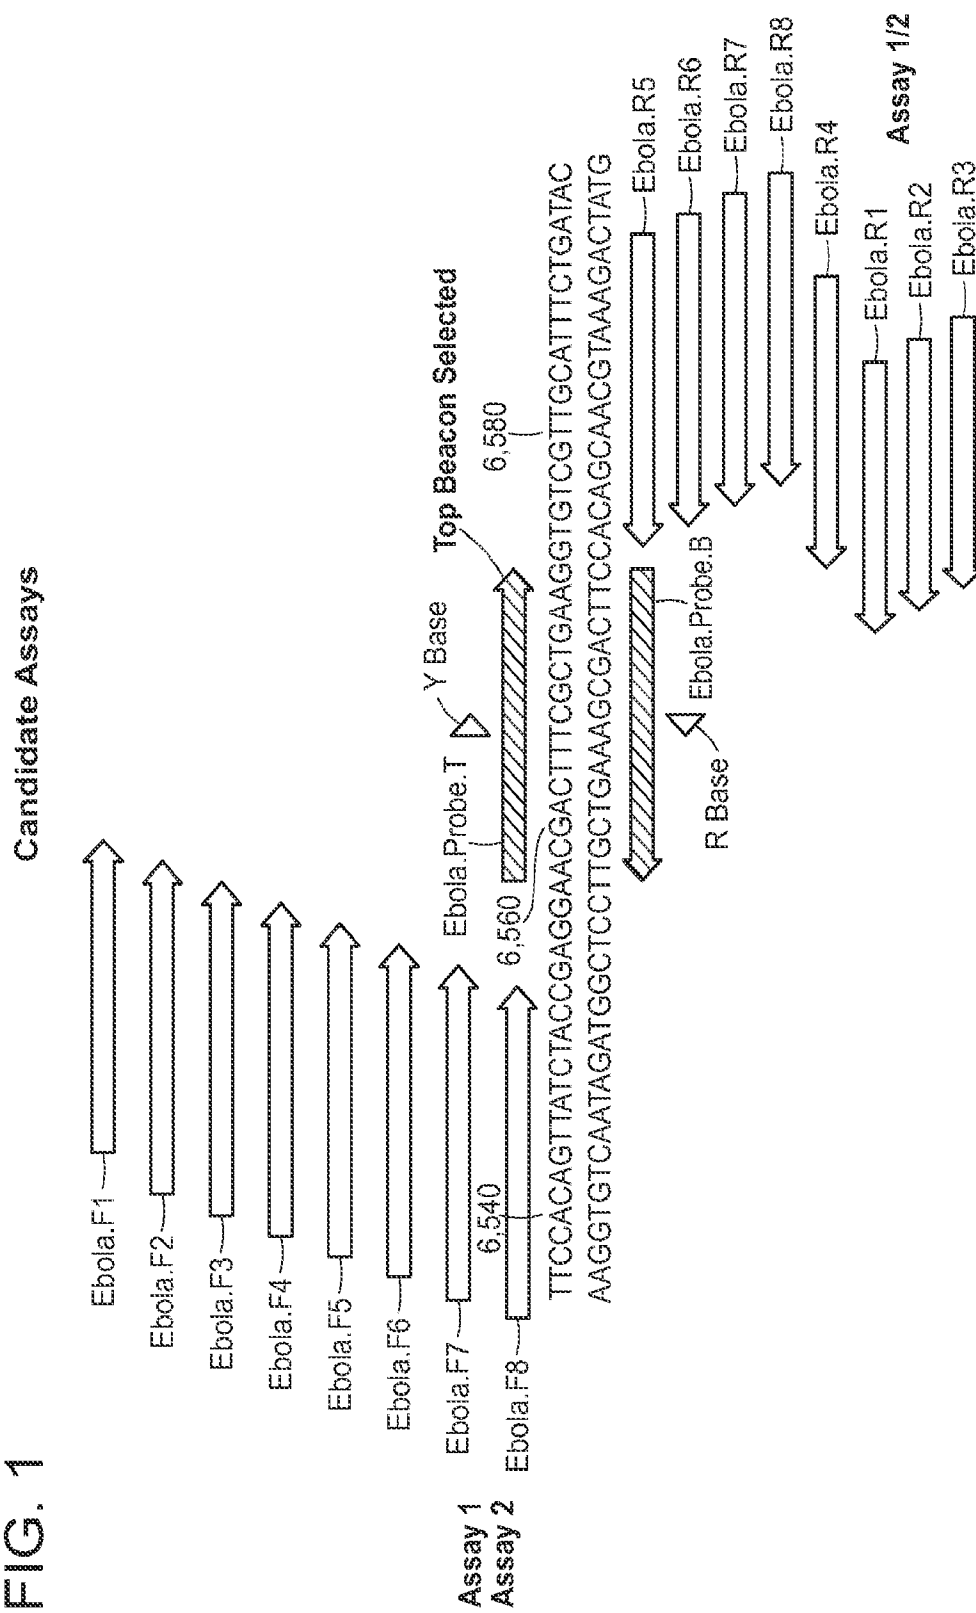 FIG. 1
Candidate Assays
Ebola.F1
Ebola.F2
Ebola.F3
Ebola.F4
Ebola.F5
Ebola.F6
Assay 1
Ebola.F7
Assay 2
Ebola.F8
Ebola.Probe.T
Y Base
Top Beacon Selected
6,540
6,560
6,580
TTCCACAGTTATCTACCGAGGAACGACTTTCGCTGAAGGTGTCGTTGCATTTCTGATAC
AAGGTGTCAATAGATGGCTCCTTGCTGAAAGCGACTTCCACAGCAACGTAAAGACTATG
R Base
Ebola.Probe.B
Ebola.R5
Ebola.R6
Ebola.R7
Ebola.R8
Ebola.R4
Ebola.R1
Ebola.R2
Assay 1/2
Ebola.R3